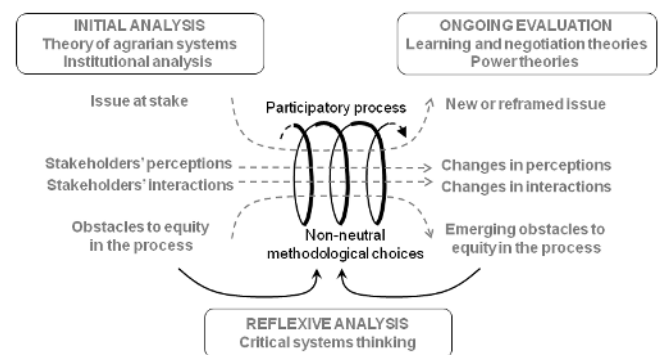 INITIAL ANALYSIS
Theory of agrarian systems
Institutional analysis
ONGOING EVALUATION
Learning and negotiation theories
Power theories
Issue at stake
Participatory process
New or reframed issue
Stakeholders' perceptions
Stakeholders' interactions
Changes in perceptions
Changes in interactions
Obstacles to equity
in the process
Non-neutral
methodological choices
Emerging obstacles to
equity in the process
REFLEXIVE ANALYSIS
Critical systems thinking